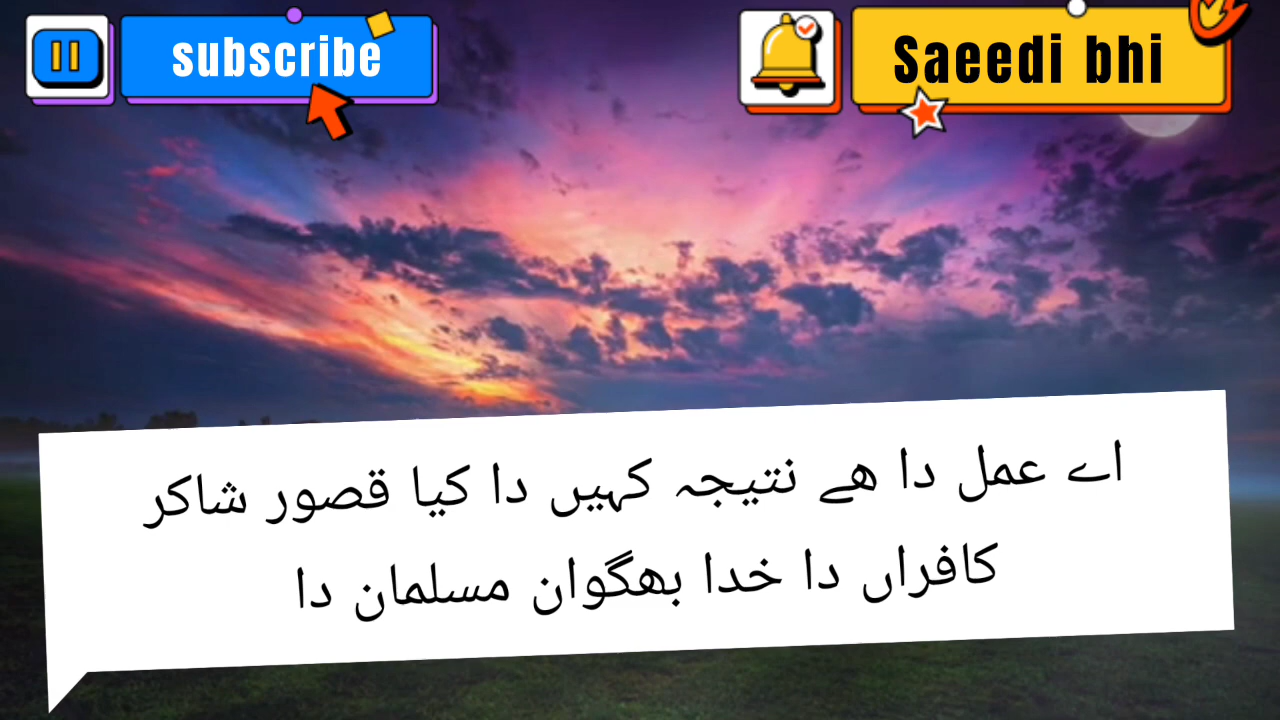 subscribe
Saeedi bhi
اے عمل دا ھے نتیجہ کہیں دا کیا قصور شاکر
کافراں دا خدا بھگوان مسلمان دا